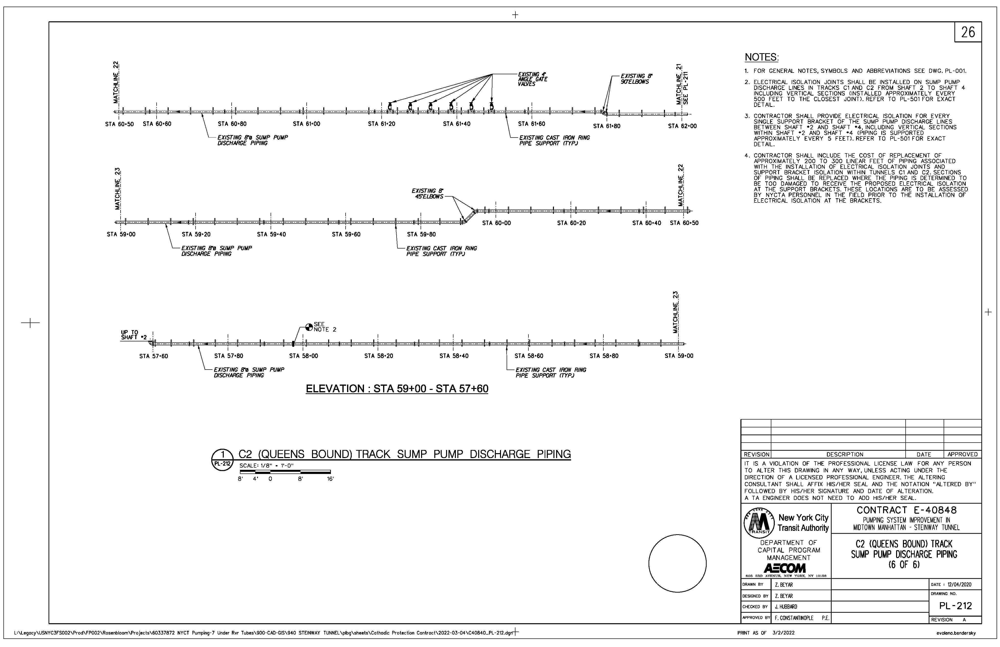 26
MATCHLINE 22
EXISTING 4"
ANGLE GATE
VALVES
EXISTING 8"
90°ELBOWS
MATCHLINE 21
SEE PL-211
STA 60+50
STA 60+60
STA 60+80
STA 61+00
STA 61+20
STA 61+40
STA 61+60
STA 61+80
STA 62+00
EXISTING 8"ø SUMP PUMP
DISCHARGE PIPING
EXISTING CAST IRON RING
PIPE SUPPORT (TYP.)
MATCHLINE 23
EXISTING 8"
45°ELBOWS
MATCHLINE 22
STA 60+00
STA 60+20
STA 60+40
STA 60+50
STA 59+00
STA 59+20
STA 59+40
STA 59+60
STA 59+80
EXISTING 8"ø SUMP PUMP
DISCHARGE PIPING
EXISTING CAST IRON RING
PIPE SUPPORT (TYP.)
MATCHLINE 23
SEE
NOTE 2
UP TO
SHAFT #2
STA 57+60
STA 57+80
STA 58+00
STA 58+20
STA 58+40
STA 58+60
STA 58+80
STA 59+00
EXISTING 8"ø SUMP PUMP
DISCHARGE PIPING
EXISTING CAST IRON RING
PIPE SUPPORT (TYP.)
ELEVATION : STA 59+00 - STA 57+60
1
PL-212
C2 (QUEENS BOUND) TRACK SUMP PUMP DISCHARGE PIPING
SCALE: 1/8" = 1'-0"
8' 4' 0 8' 16'
NOTES:
1. FOR GENERAL NOTES, SYMBOLS AND ABBREVIATIONS SEE DWG. PL-001.
2. ELECTRICAL ISOLATION JOINTS SHALL BE INSTALLED ON SUMP PUMP
DISCHARGE LINES IN TRACKS C1 AND C2 FROM SHAFT 2 TO SHAFT 4
INCLUDING VERTICAL SECTIONS (INSTALLED APPROXIMATELY EVERY
500 FEET TO THE CLOSEST JOINT). REFER TO PL-501 FOR EXACT
DETAIL.
3. CONTRACTOR SHALL PROVIDE ELECTRICAL ISOLATION FOR EVERY
SINGLE SUPPORT BRACKET OF THE SUMP PUMP DISCHARGE LINES
BETWEEN SHAFT #2 AND SHAFT #4, INCLUDING VERTICAL SECTIONS
WITHIN SHAFT #2 AND SHAFT #4 (PIPING IS SUPPORTED
APPROXIMATELY EVERY 5 FEET). REFER TO PL-501 FOR EXACT
DETAIL.
4. CONTRACTOR SHALL INCLUDE THE COST OF REPLACEMENT OF
APPROXIMATELY 200 TO 300 LINEAR FEET OF PIPING ASSOCIATED
WITH THE INSTALLATION OF ELECTRICAL ISOLATION JOINTS AND
SUPPORT BRACKET ISOLATION WITHIN TUNNELS C1 AND C2. SECTIONS
OF PIPING SHALL BE REPLACED WHERE THE PIPING IS DETERMINED TO
BE TOO DAMAGED TO RECEIVE THE PROPOSED ELECTRICAL ISOLATION
AT THE SUPPORT BRACKETS. THESE LOCATIONS ARE TO BE ASSESSED
BY NYCTA PERSONNEL IN THE FIELD PRIOR TO THE INSTALLATION OF
ELECTRICAL ISOLATION AT THE BRACKETS.
REVISION DESCRIPTION DATE APPROVED
IT IS A VIOLATION OF THE PROFESSIONAL LICENSE LAW FOR ANY PERSON
TO ALTER THIS DRAWING IN ANY WAY, UNLESS ACTING UNDER THE
DIRECTION OF A LICENSED PROFESSIONAL ENGINEER. THE ALTERING
CONSULTANT SHALL AFFIX HIS/HER SEAL AND THE NOTATION "ALTERED BY"
FOLLOWED BY HIS/HER SIGNATURE AND DATE OF ALTERATION.
A TA ENGINEER DOES NOT NEED TO ADD HIS/HER SEAL.
NEW YORK CITY
TRANSIT
New York City
Transit Authority
DEPARTMENT OF
CAPITAL PROGRAM
MANAGEMENT
AECOM
605 3RD AVENUE, NEW YORK, NY 10158
CONTRACT E-40848
PUMPING SYSTEM IMPROVEMENT IN
MIDTOWN MANHATTAN - STEINWAY TUNNEL
C2 (QUEENS BOUND) TRACK
SUMP PUMP DISCHARGE PIPING
(6 OF 6)
DRAWN BY Z. BEYAR
DESIGNED BY Z. BEYAR
CHECKED BY J. HUBBARD
APPROVED BY F. CONSTANTINOPLE P.E.
DATE : 12/04/2020
DRAWING NO.
PL-212
REVISION A
L:\Legacy\USNYC3FS002\Prod\FP002\Rosenbloom\Projects\60337872 NYCT Pumping-7 Under Rvr Tubes\900-CAD-GIS\940 STEINWAY TUNNEL\plbg\sheets\Cathodic Protection Contract\2022-03-04\C40840_PL-212.dgn
PRINT AS OF 3/2/2022
evolena.bendersky